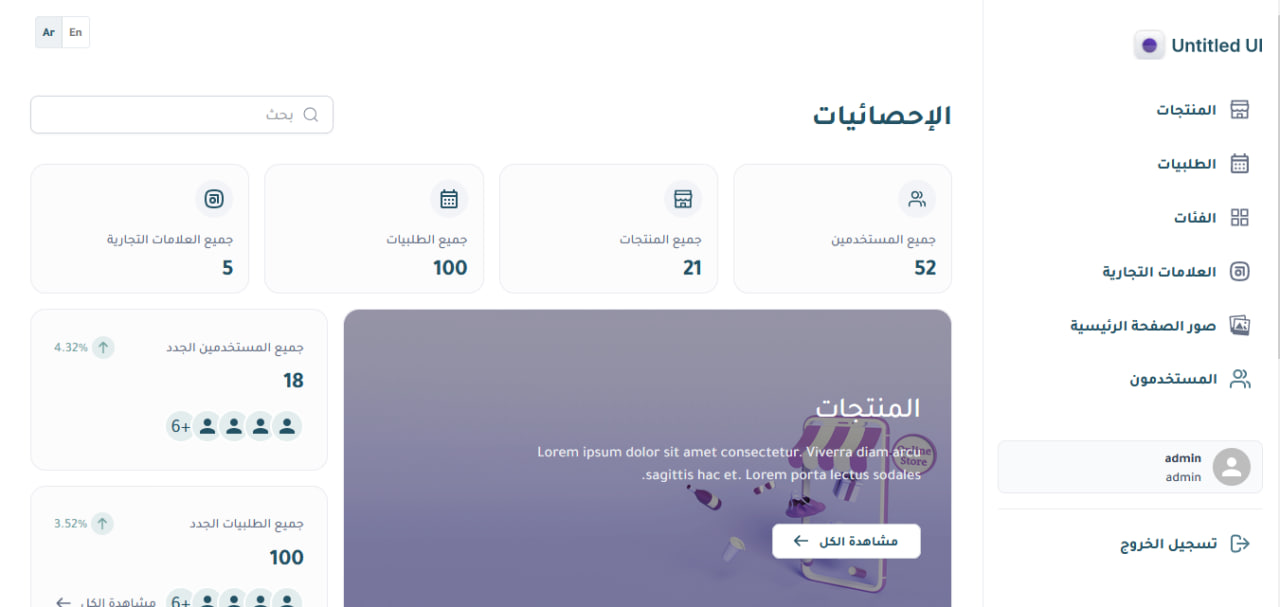 Ar
En
Untitled UI
المنتجات
الطلبيات
الفئات
العلامات التجارية
صور الصفحة الرئيسية
المستخدمون
admin
admin
تسجيل الخروج
الإحصائيات
بحث
جميع المستخدمين
52
جميع المنتجات
21
جميع الطلبيات
100
جميع العلامات التجارية
5
المنتجات
Lorem ipsum dolor sit amet consectetur. Viverra diam arcu
.sagittis hac et. Lorem porta lectus sodales
Online
Store
مشاهدة الكل
جميع المستخدمين الجدد
4.32%
18
6+
جميع الطلبيات الجدد
3.52%
100
6+
مشاهدة الكل